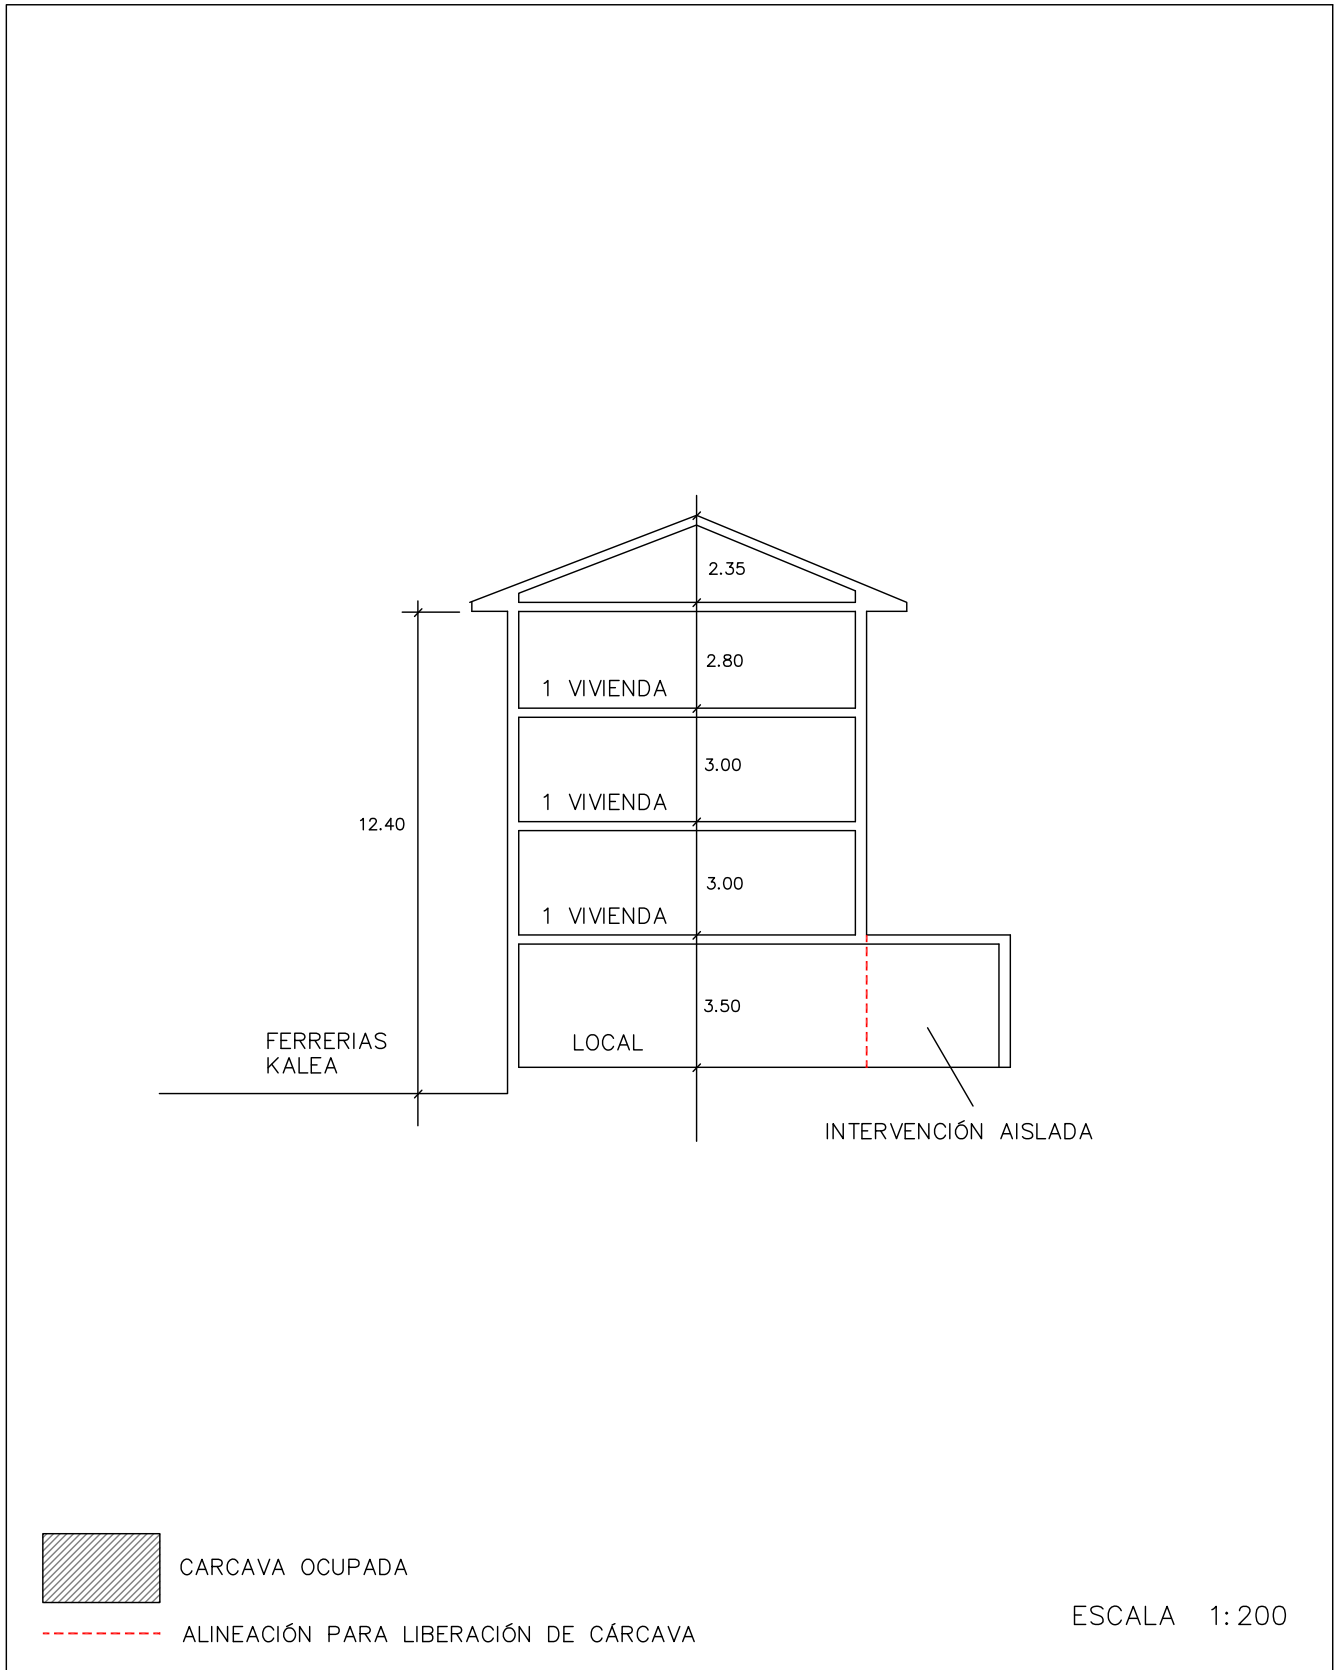 2.35
2.80
1 VIVIENDA
3.00
1 VIVIENDA
12.40
3.00
1 VIVIENDA
3.50
FERRERIAS
KALEA
LOCAL
INTERVENCIÓN AISLADA
CARCAVA OCUPADA
ALINEACIÓN PARA LIBERACIÓN DE CÁRCAVA
ESCALA 1:200